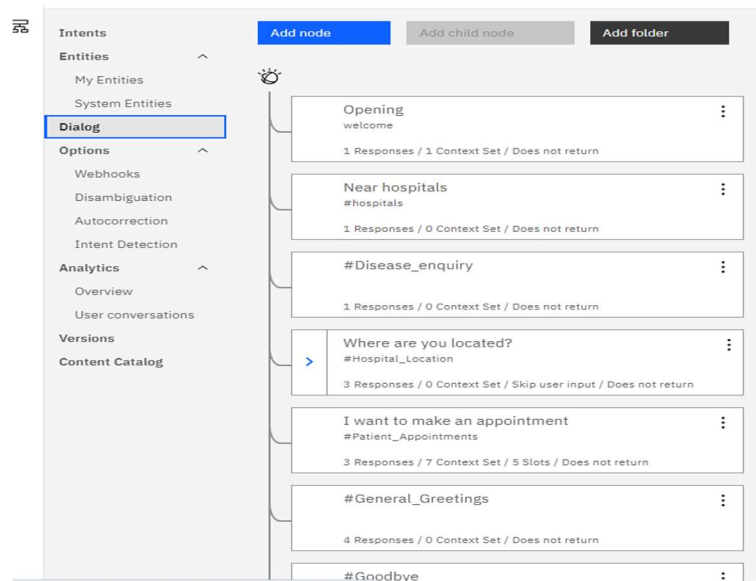 Intents
Entities
My Entities
System Entities
Dialog
Options
Webhooks
Disambiguation
Autocorrection
Intent Detection
Analytics
Overview
User conversations
Versions
Content Catalog
Add node
Add child node
Add folder
Opening
welcome
1 Responses / 1 Context Set / Does not return
Near hospitals
#hospitals
1 Responses / 0 Context Set / Does not return
#Disease_enquiry
1 Responses / 0 Context Set / Does not return
Where are you located?
#Hospital_Location
3 Responses / 0 Context Set / Skip user input / Does not return
I want to make an appointment
#Patient_Appointments
3 Responses / 7 Context Set / 5 Slots / Does not return
#General_Greetings
4 Responses / 0 Context Set / Does not return
#Goodbye